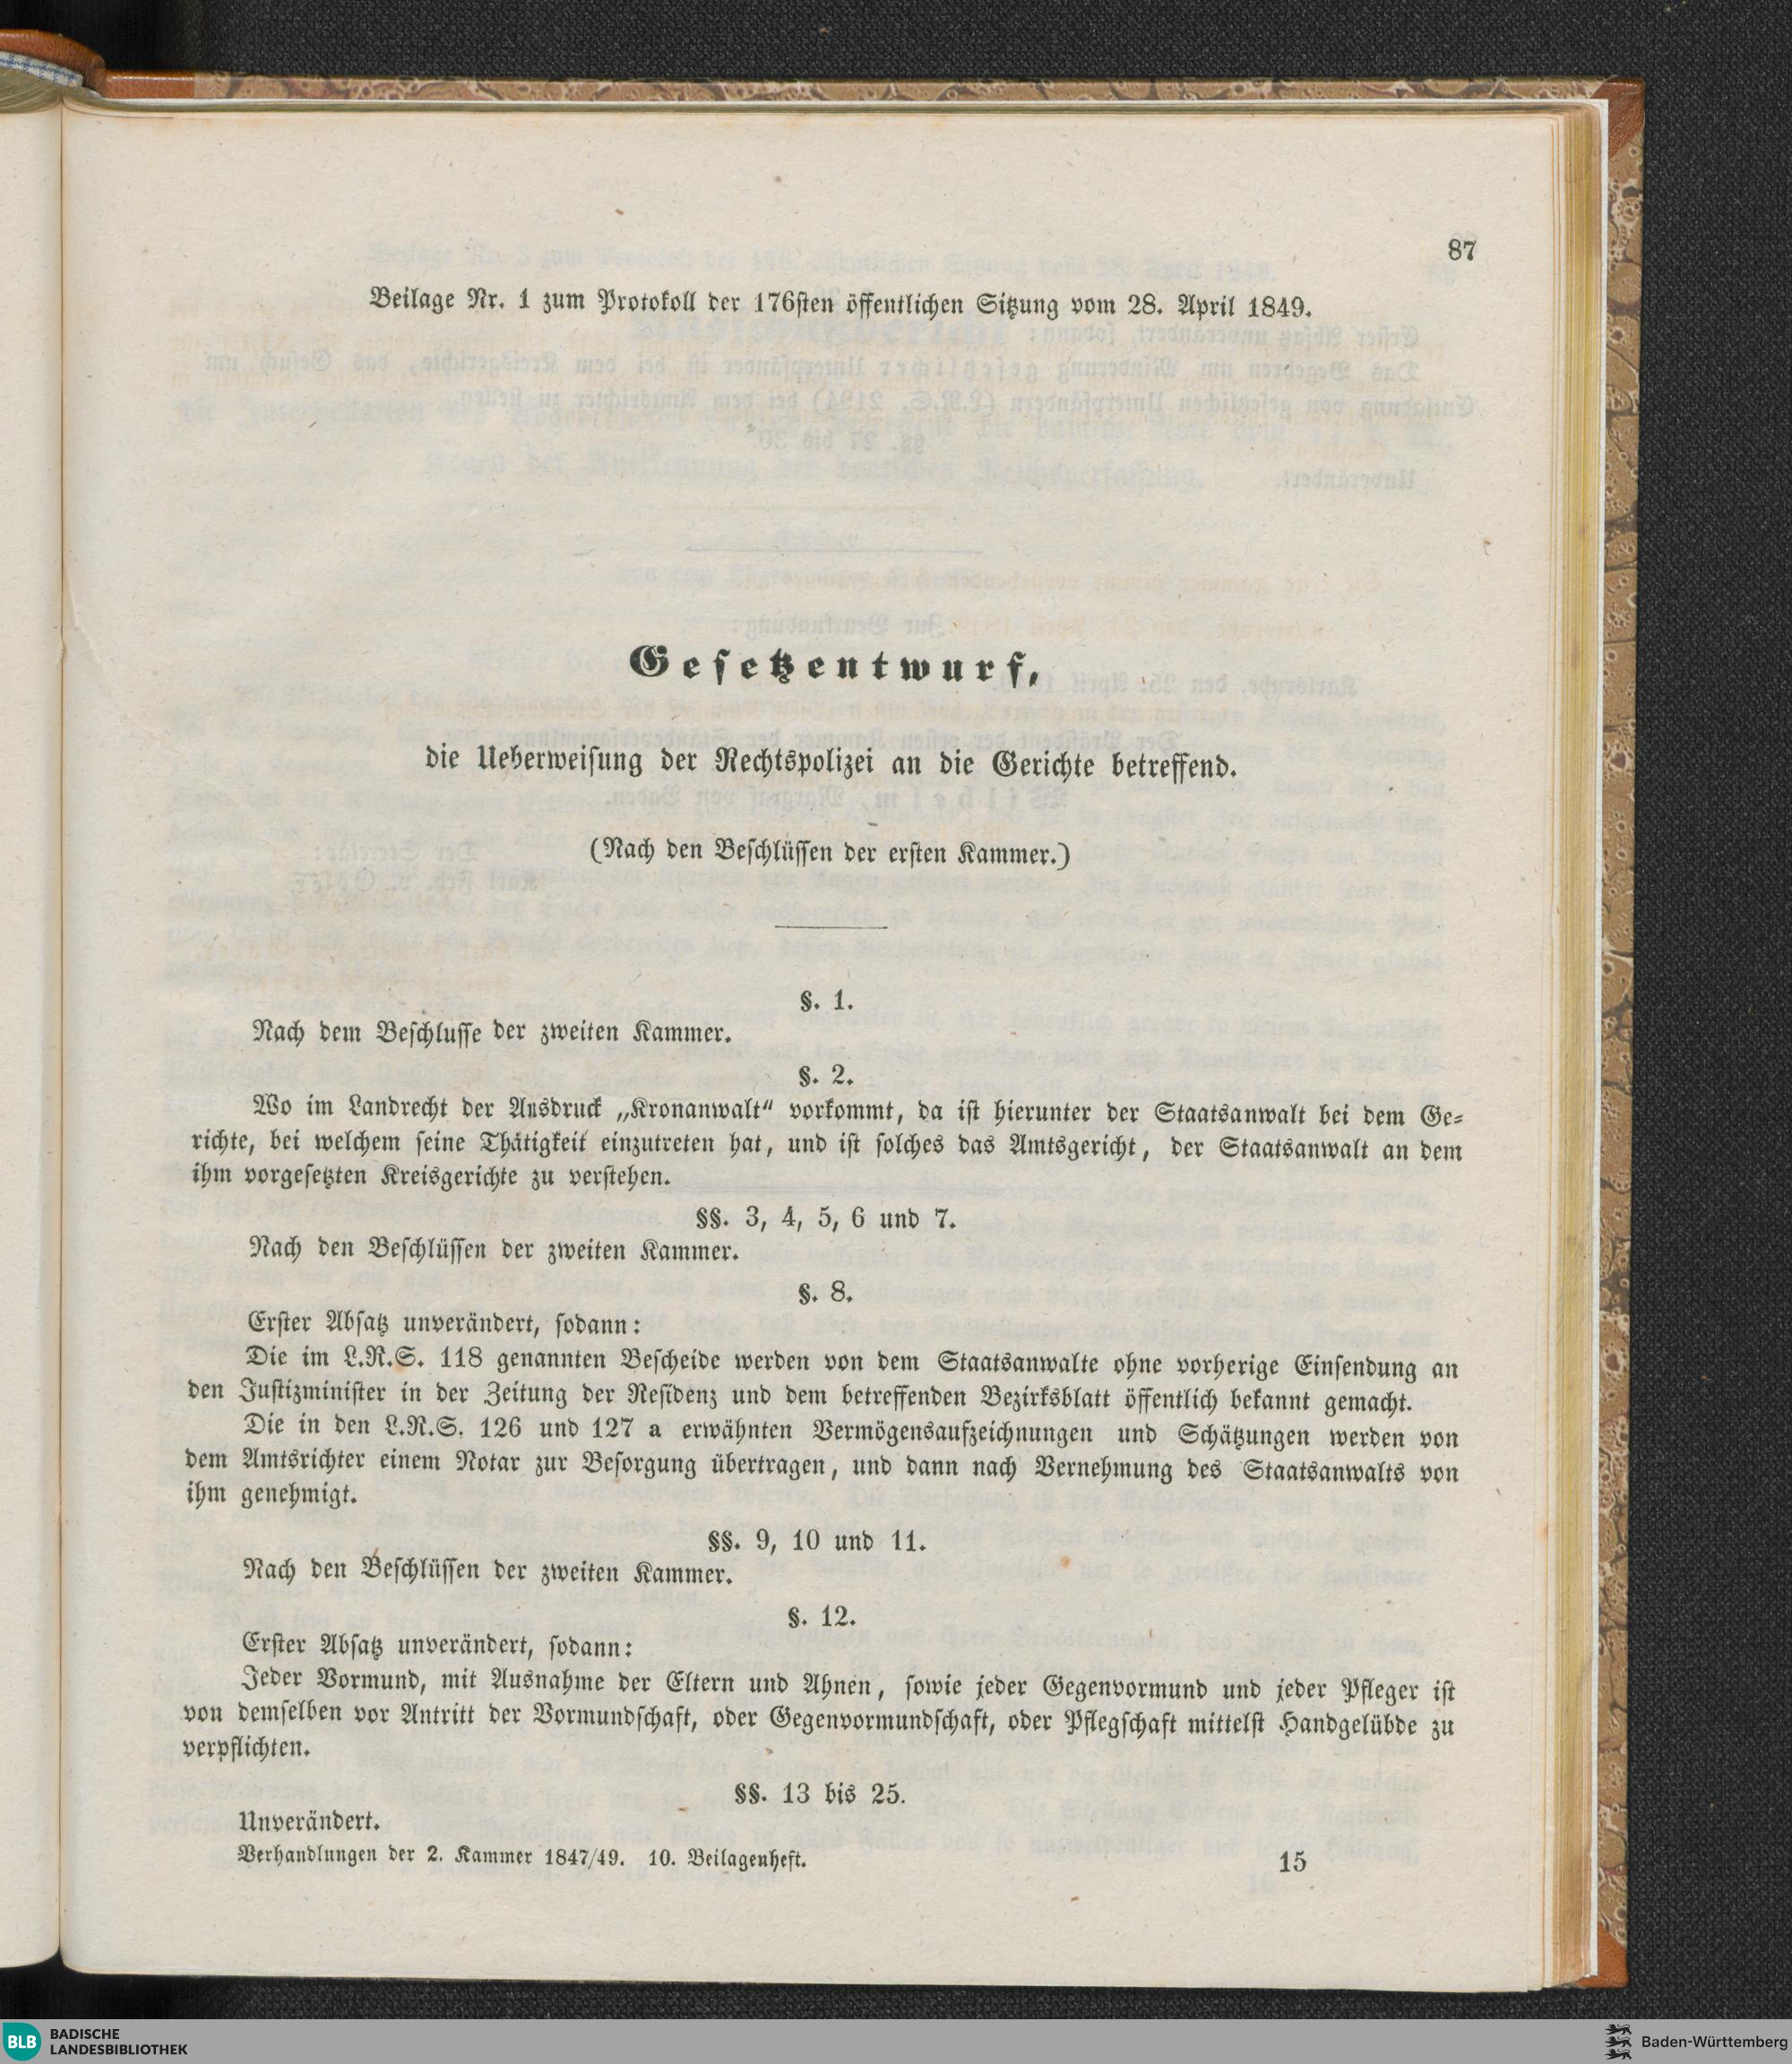 87
Beilage Nr. 1 zum Protokoll der 176sten öffentlichen Sitzung vom 28. April 1849.
Gesetzentwurf,
die Ueberweisung der Rechtspolizei an die Gerichte betreffend.
(Nach den Beschlüssen der ersten Kammer.)
§. 1.
Nach dem Beschlusse der zweiten Kammer.
§. 2.
Wo im Landrecht der Ausdruck „Kronanwalt" vorkommt, da ist hierunter der Staatsanwalt bei dem Ge-
richte, bei welchem seine Thätigkeit einzutreten hat, und ist solches das Amtsgericht, der Staatsanwalt an dem
ihm vorgesetzten Kreisgerichte zu verstehen.
§§. 3, 4, 5, 6 und 7.
Nach den Beschlüssen der zweiten Kammer.
§. 8.
Erster Absatz unverändert, sodann:
Die im L.R.S. 118 genannten Bescheide werden von dem Staatsanwalte ohne vorherige Einsendung an
den Justizminister in der Zeitung der Residenz und dem betreffenden Bezirksblatt öffentlich bekannt gemacht.
Die in den L.R.S. 126 und 127 a erwähnten Vermögensaufzeichnungen und Schätzungen werden von
dem Amtsrichter einem Notar zur Besorgung übertragen, und dann nach Vernehmung des Staatsanwalts von
ihm genehmigt.
§§. 9, 10 und 11.
Nach den Beschlüssen der zweiten Kammer.
§. 12.
Erster Absatz unverändert, sodann:
Jeder Vormund, mit Ausnahme der Eltern und Ahnen, sowie jeder Gegenvormund und jeder Pfleger ist
von demselben vor Antritt der Vormundschaft, oder Gegenvormundschaft, oder Pflegschaft mittelst Handgelübde zu
verpflichten.
§§. 13 bis 25.
Unverändert.
Verhandlungen der 2. Kammer 1847/49. 10. Beilagenheft. 15
BLB BADISCHE
LANDESBIBLIOTHEK
Baden-Württemberg